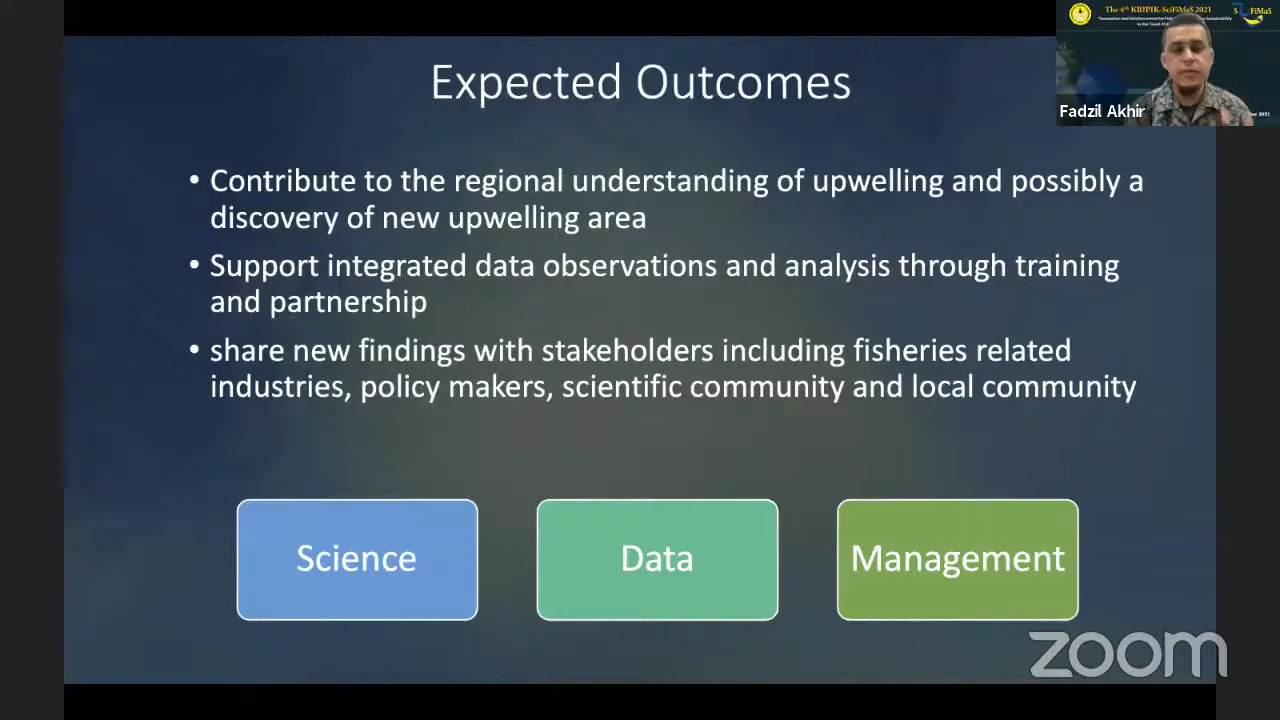 The 4th KRIPIK-SciFiMaS 2021
Expected Outcomes
Fadzil Akhir
• Contribute to the regional understanding of upwelling and possibly a
discovery of new upwelling area
• Support integrated data observations and analysis through training
and partnership
• share new findings with stakeholders including fisheries related
industries, policy makers, scientific community and local community
Science
Data
Management
zoom